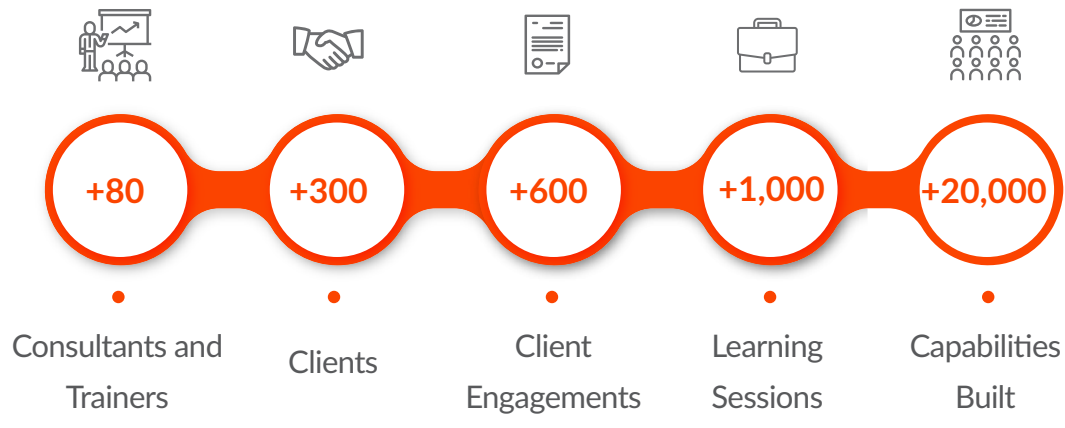 +80
+300
+600
+1,000
+20,000
Consultants and
Trainers
Clients
Client
Engagements
Learning
Sessions
Capabilities
Built